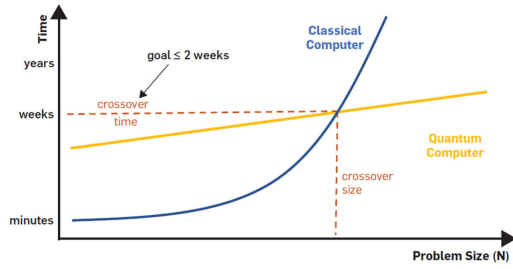 Time
Classical
Computer
goal ≤ 2 weeks
years
crossover
time
weeks
Quantum
Computer
crossover
size
minutes
Problem Size (N)